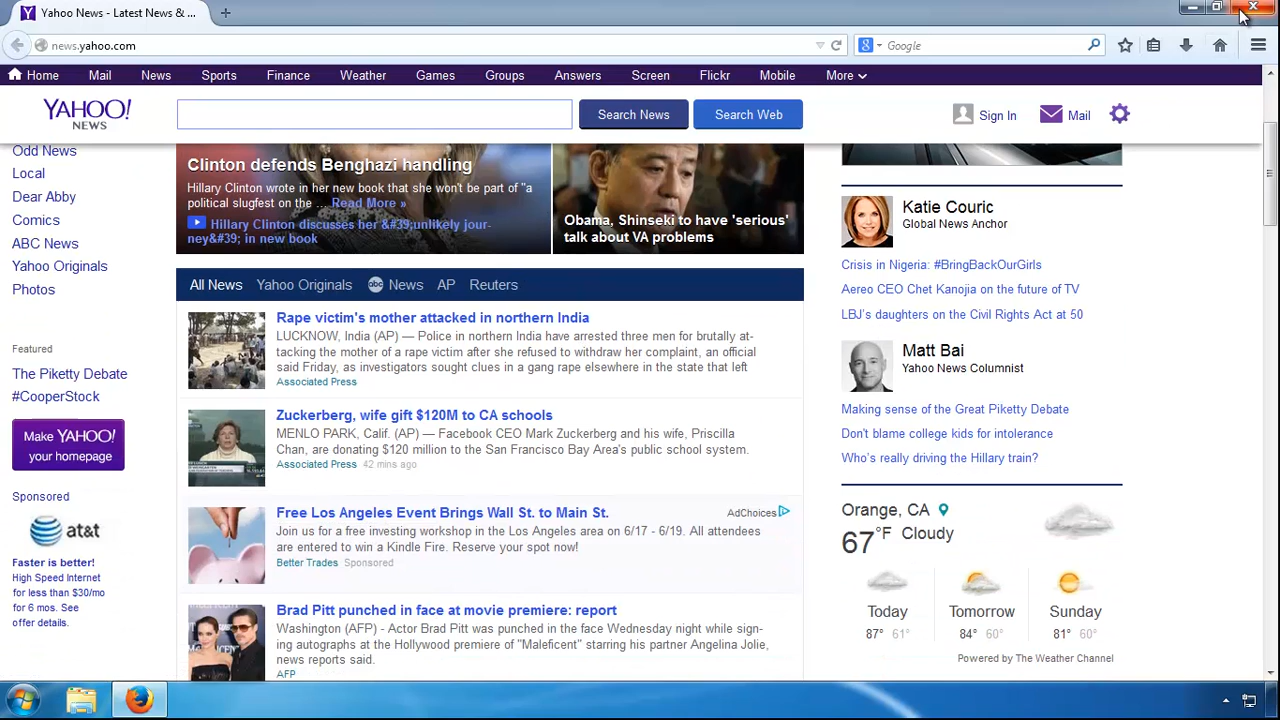 Yahoo News - Latest News & ...
news.yahoo.com
Google
Home Mail News Sports Finance Weather Games Groups Answers Screen Flickr Mobile More
YAHOO!
NEWS
Search News
Search Web
Sign In
Mail
Odd News
Local
Dear Abby
Comics
ABC News
Yahoo Originals
Photos
Featured
The Piketty Debate
#CooperStock
Make YAHOO!
your homepage
Sponsored
at&t
Faster is better!
High Speed Internet
for less than $30/mo
for 6 mos. See
offer details.
Clinton defends Benghazi handling
Hillary Clinton wrote in her new book that she won't be part of "a
political slugfest on the ... Read More »
Hillary Clinton discusses her &#39;unlikely jour-
ney&#39; in new book
Obama, Shinseki to have 'serious'
talk about VA problems
All News Yahoo Originals abc News AP Reuters
Rape victim's mother attacked in northern India
LUCKNOW, India (AP) — Police in northern India have arrested three men for brutally at-
tacking the mother of a rape victim after she refused to withdraw her complaint, an official
said Friday, as investigators sought clues in a gang rape elsewhere in the state that left
Associated Press
Zuckerberg, wife gift $120M to CA schools
MENLO PARK, Calif. (AP) — Facebook CEO Mark Zuckerberg and his wife, Priscilla
Chan, are donating $120 million to the San Francisco Bay Area's public school system.
Associated Press 42 mins ago
Free Los Angeles Event Brings Wall St. to Main St.
AdChoices
Join us for a free investing workshop in the Los Angeles area on 6/17 - 6/19. All attendees
are entered to win a Kindle Fire. Reserve your spot now!
Better Trades Sponsored
Brad Pitt punched in face at movie premiere: report
Washington (AFP) - Actor Brad Pitt was punched in the face Wednesday night while sign-
ing autographs at the Hollywood premiere of "Maleficent" starring his partner Angelina Jolie,
news reports said.
AFP
Katie Couric
Global News Anchor
Crisis in Nigeria: #BringBackOurGirls
Aereo CEO Chet Kanojia on the future of TV
LBJ's daughters on the Civil Rights Act at 50
Matt Bai
Yahoo News Columnist
Making sense of the Great Piketty Debate
Don't blame college kids for intolerance
Who's really driving the Hillary train?
Orange, CA
67°F Cloudy
Today Tomorrow Sunday
87° 61° 84° 60° 81° 60°
Powered by The Weather Channel